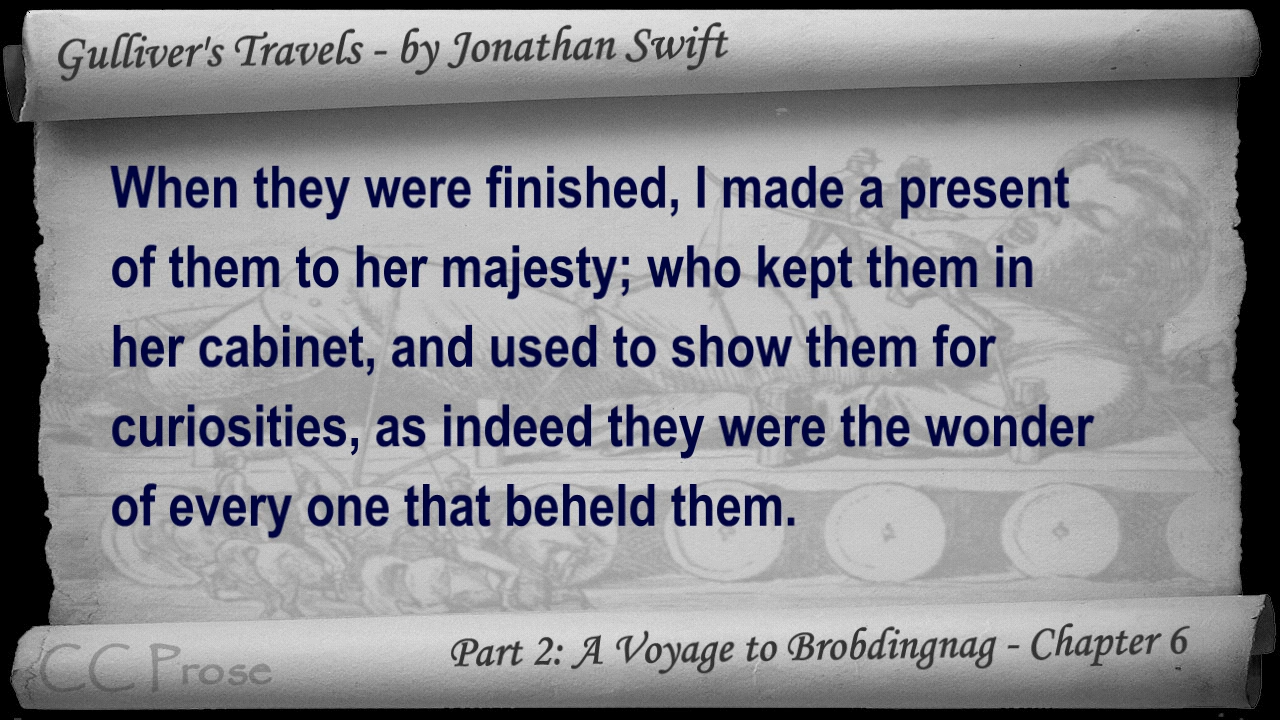 Gulliver's Travels - by Jonathan Swift
When they were finished, I made a present
of them to her majesty; who kept them in
her cabinet, and used to show them for
curiosities, as indeed they were the wonder
of every one that beheld them.
Part 2: A Voyage to Brobdingnag - Chapter 6
CC Prose